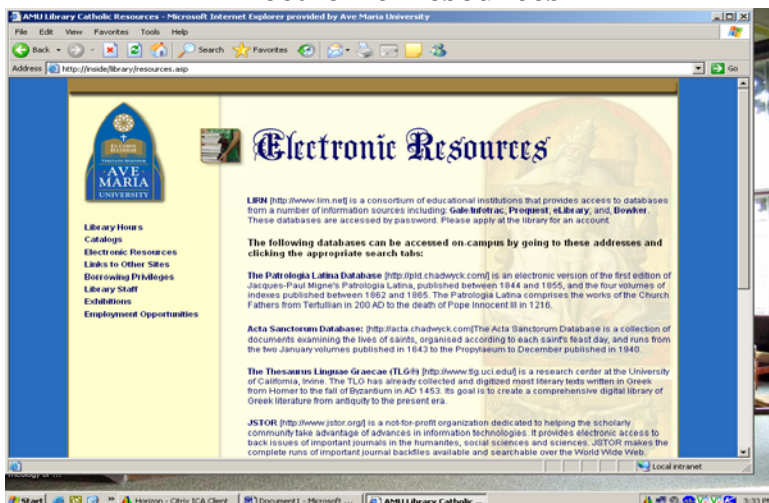 AMU Library Catholic Resources - Microsoft Internet Explorer provided by Ave Maria University
File Edit View Favorites Tools Help
Back Search Favorites
Address http://inside/library/resources.asp Go
Electronic Resources
AVE
MARIA
UNIVERSITY
Library Hours
Catalogs
Electronic Resources
Links to Other Sites
Borrowing Privileges
Library Staff
Exhibitions
Employment Opportunities
LIRN [http://www.lirn.net] is a consortium of educational institutions that provides access to databases
from a number of information sources including: Gale/Infotrac, Proquest, eLibrary, and, Bowker.
These databases are accessed by password. Please apply at the library for an account.
The following databases can be accessed on-campus by going to these addresses and
clicking the appropriate search tabs:
The Patrologia Latina Database [http://pld.chadwyck.com/] is an electronic version of the first edition of
Jacques-Paul Migne's Patrologia Latina, published between 1844 and 1855, and the four volumes of
indexes published between 1862 and 1865. The Patrologia Latina comprises the works of the Church
Fathers from Tertullian in 200 AD to the death of Pope Innocent III in 1216.
Acta Sanctorum Database: [http://acta.chadwyck.com[The Acta Sanctorum Database is a collection of
documents examining the lives of saints, organised according to each saint's feast day, and runs from
the two January volumes published in 1643 to the Propylaeum to December published in 1940.
The Thesaurus Linguae Graecae (TLG®) [http://www.tlg.uci.edu/] is a research center at the University
of California, Irvine. The TLG has already collected and digitized most literary texts written in Greek
from Homer to the fall of Byzantium in AD 1453. Its goal is to create a comprehensive digital library of
Greek literature from antiquity to the present era.
JSTOR [http://www.jstor.org/] is a not-for-profit organization dedicated to helping the scholarly
community take advantage of advances in information technologies. It provides electronic access to
back issues of important journals in the humanites, social sciences and sciences. JSTOR makes the
complete runs of important journal backfiles available and searchable over the World Wide Web.
Local intranet
Start Horizon - Citrix ICA Client Document1 - Microsoft ... AMU Library Catholic ... 3:33 PM